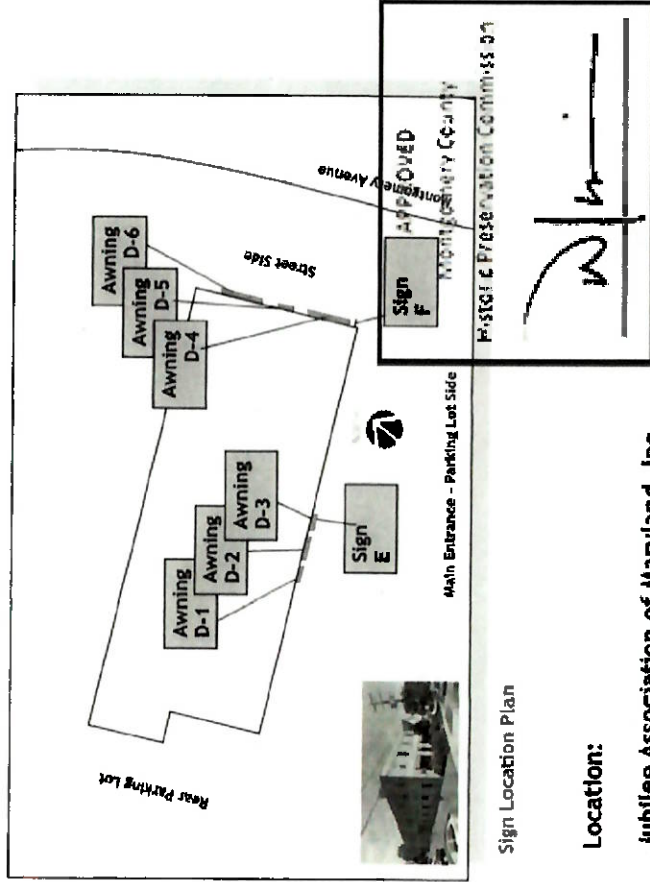 Awning
D-6
Awning
D-5
Awning
D-4
Street Side
Montgomery Avenue
Awning
D-3
Awning
D-2
Awning
D-1
Sign
F
Sign
E
Rear Parking Lot
Main Entrance - Parking Lot Side
APPROVED
Montgomery County
Historic Preservation Commission
Sign Location Plan
Location:
Jubilee Association of Maryland, Inc.